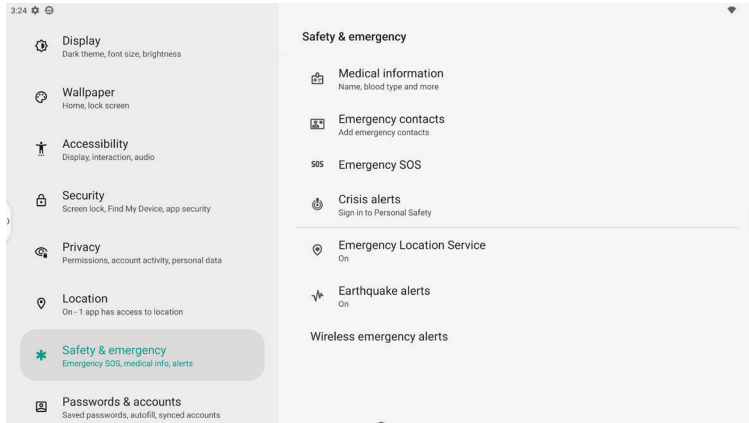 3:24
Display
Dark theme, font size, brightness
Wallpaper
Home, lock screen
Accessibility
Display, interaction, audio
Security
Screen lock, Find My Device, app security
Privacy
Permissions, account activity, personal data
Location
On - 1 app has access to location
Safety & emergency
Emergency SOS, medical info, alerts
Passwords & accounts
Saved passwords, autofill, synced accounts
Safety & emergency
Medical information
Name, blood type and more
Emergency contacts
Add emergency contacts
SOS Emergency SOS
Crisis alerts
Sign in to Personal Safety
Emergency Location Service
On
Earthquake alerts
On
Wireless emergency alerts